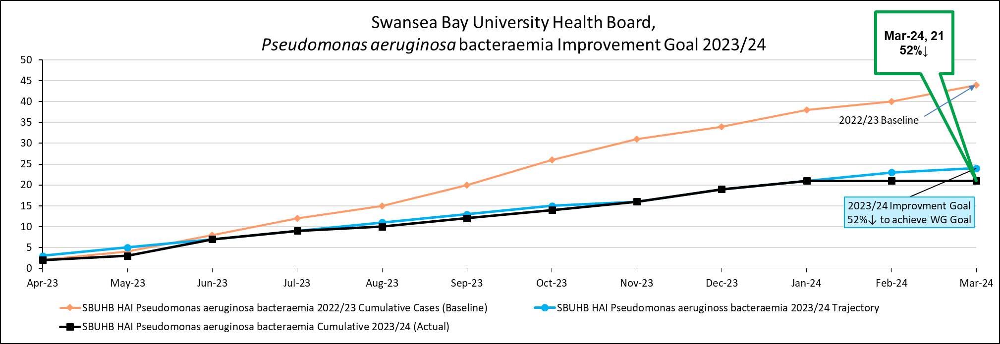 Swansea Bay University Health Board,
Pseudomonas aeruginosa bacteraemia Improvement Goal 2023/24
Mar-24, 21
52%↓
50
45
40
35
30
25
20
15
10
5
0
2022/23 Baseline
2023/24 Improvment Goal
52%↓ to achieve WG Goal
Apr-23 May-23 Jun-23 Jul-23 Aug-23 Sep-23 Oct-23 Nov-23 Dec-23 Jan-24 Feb-24 Mar-24
SBUHB HAI Pseudomonas aeruginosa bacteraemia 2022/23 Cumulative Cases (Baseline)
SBUHB HAI Pseudomonas aeruginoss bacteraemia 2023/24 Trajectory
SBUHB HAI Pseudomonas aeruginosa bacteraemia Cumulative 2023/24 (Actual)